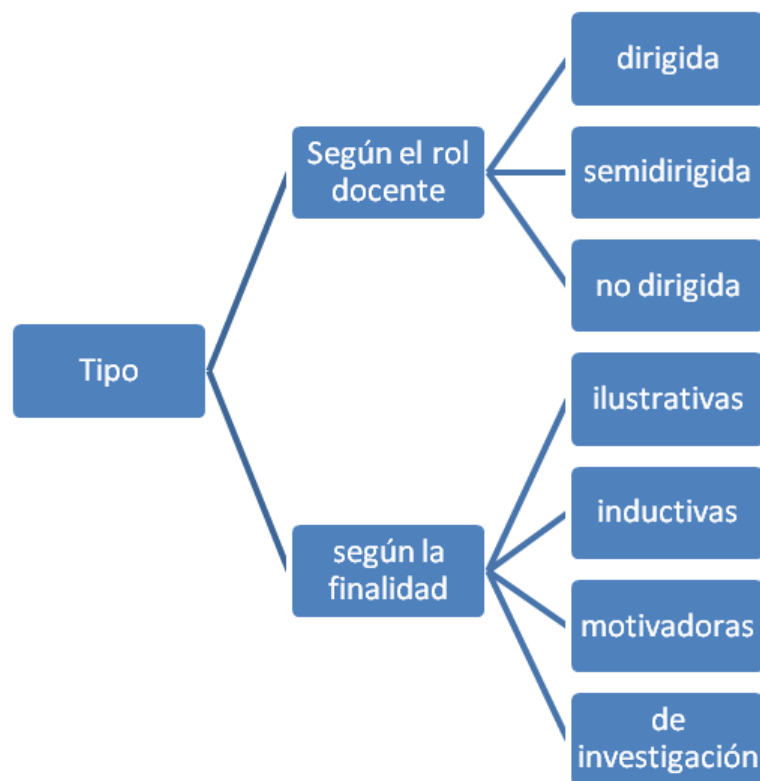 Tipo
Según el rol
docente
dirigida
semidirigida
no dirigida
según la
finalidad
ilustrativas
inductivas
motivadoras
de
investigación